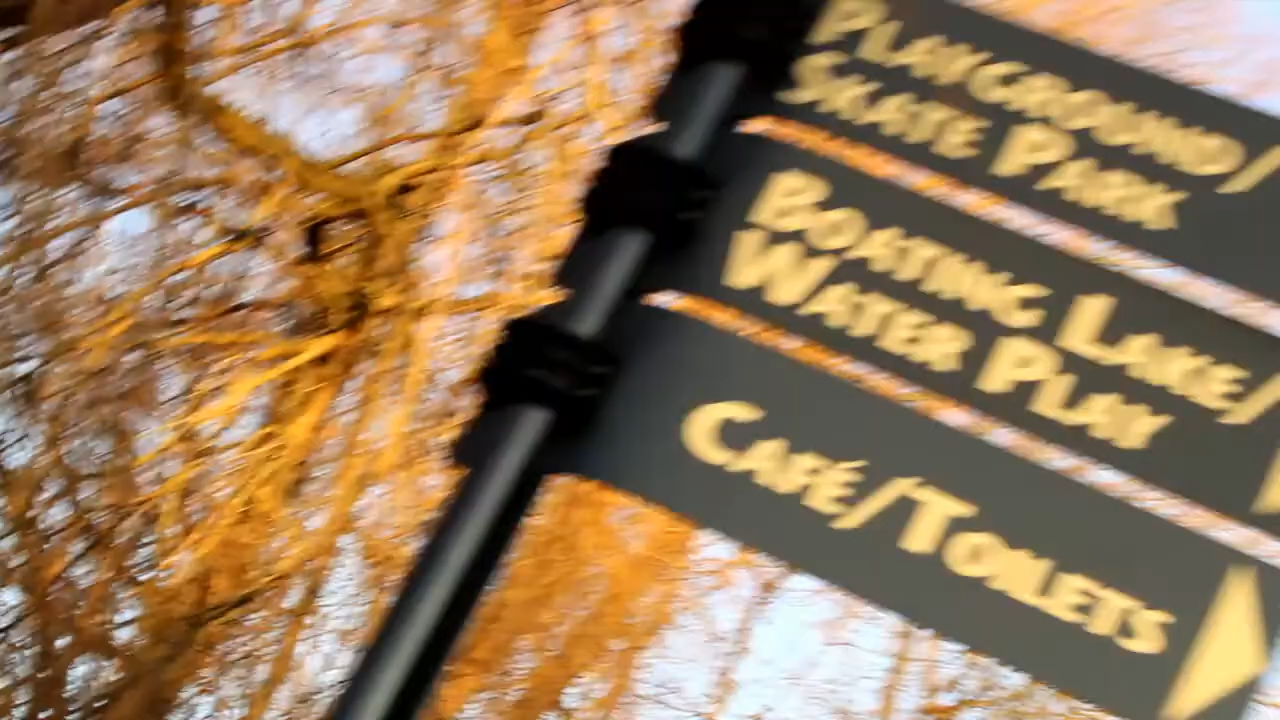 PLAYGROUND/
SKATE PARK
BOATING LAKE/
WATER PLAY
CAFÉ/TOILETS